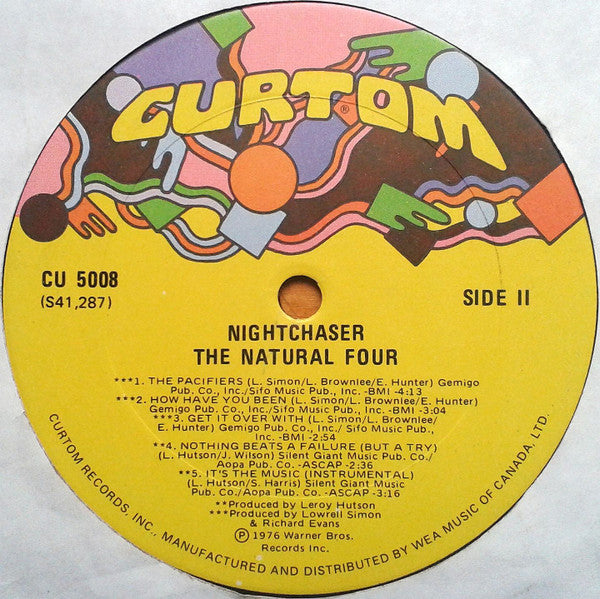 CURTOM®
CU 5008
(S41,287)
SIDE II
NIGHTCHASER
THE NATURAL FOUR
***1. THE PACIFIERS (L. Simon/L. Brownlee/E. Hunter) Gemigo
Pub. Co., Inc./Sifo Music Pub., Inc. -BMI -4:13
***2. HOW HAVE YOU BEEN (L. Simon/L. Brownlee/E. Hunter)
Gemigo Pub. Co., Inc./Sifo Music Pub., Inc. -BMI -3:04
***3. GET IT OVER WITH (L. Simon/L. Brownlee/
E. Hunter) Gemigo Pub. Co., Inc./ Sifo Music Pub.,
Inc. -BMI -2:54
**4. NOTHING BEATS A FAILURE (BUT A TRY)
(L. Hutson/J. Wilson) Silent Giant Music Pub. Co./
Aopa Pub. Co. -ASCAP -2:36
**5. IT'S THE MUSIC (INSTRUMENTAL)
(L. Hutson/S. Harris) Silent Giant Music
Pub. Co./Aopa Pub. Co. -ASCAP -3:16
**Produced by Leroy Hutson
***Produced by Lowrell Simon
& Richard Evans
℗ 1976 Warner Bros.
Records Inc.
CURTOM RECORDS, INC., MANUFACTURED AND DISTRIBUTED BY WEA MUSIC OF CANADA, LTD.